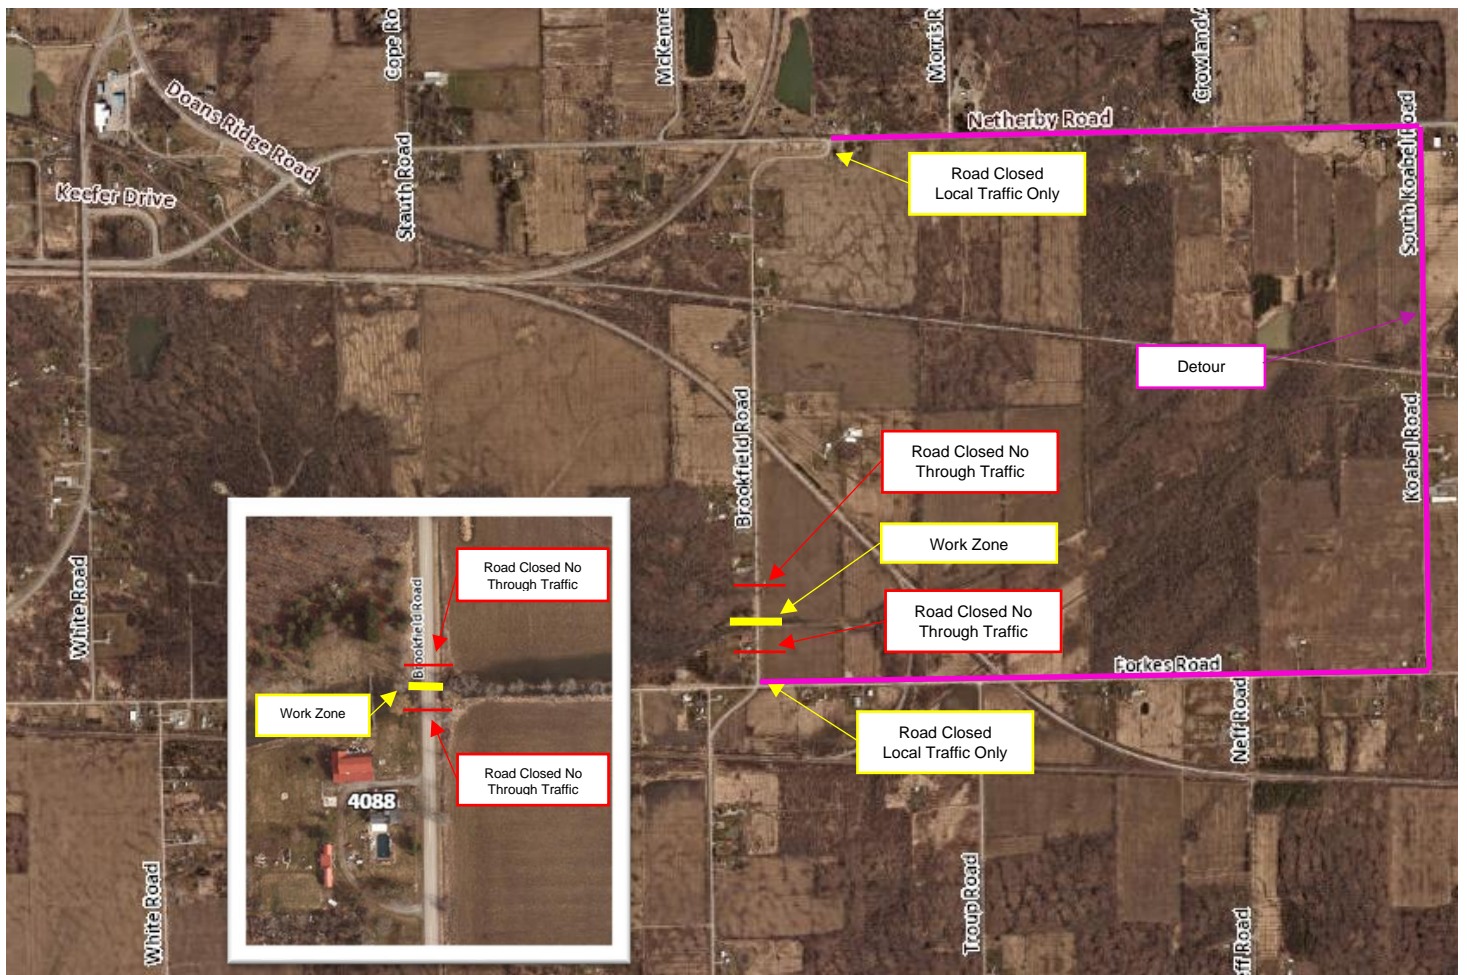 Cope Ro
McKenne
Morris R
Crowland
Doans Ridge Road
Netherby Road
South Koabel Road
Stauth Road
Keefer Drive
Road Closed
Local Traffic Only
Detour
Brookfield Road
Koabel Road
Road Closed No
Through Traffic
Work Zone
Road Closed No
Through Traffic
White Road
Forkes Road
Neff Road
Road Closed
Local Traffic Only
Brookfield Road
Road Closed No
Through Traffic
Work Zone
Road Closed No
Through Traffic
4088
White Road
Troup Road
ff Road